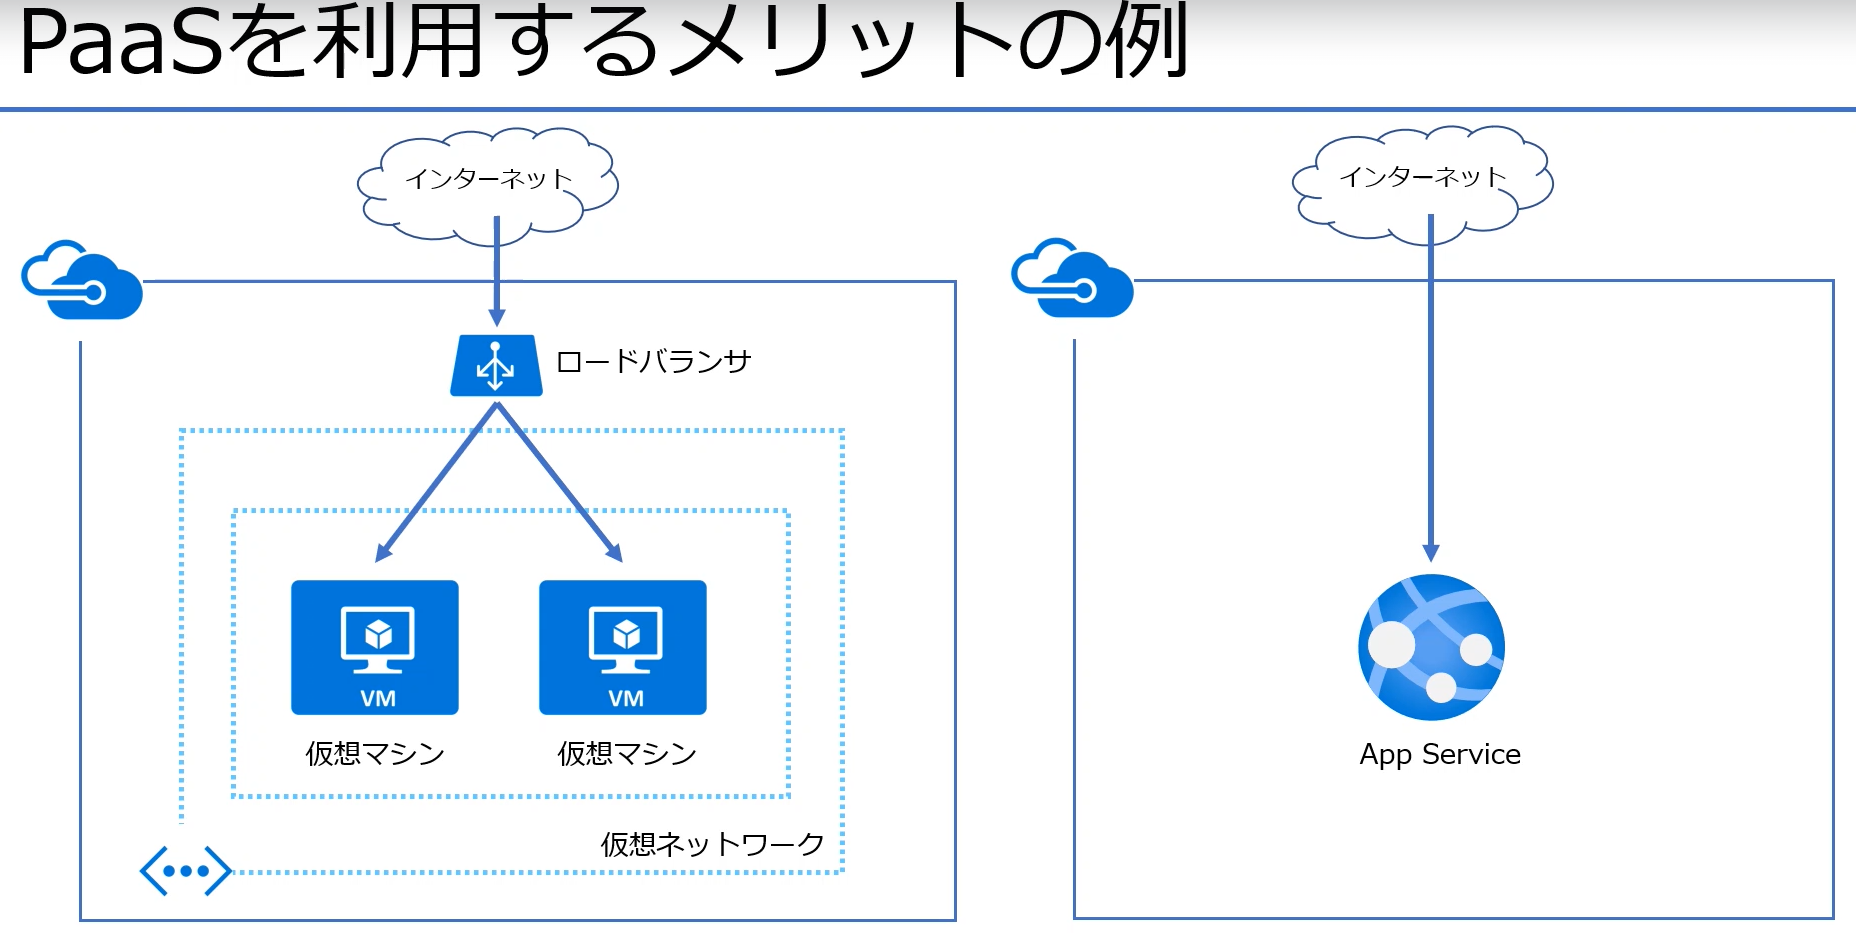 PaaSを利用するメリットの例
インターネット
ロードバランサ
VM
VM
仮想マシン
仮想マシン
仮想ネットワーク
インターネット
App Service